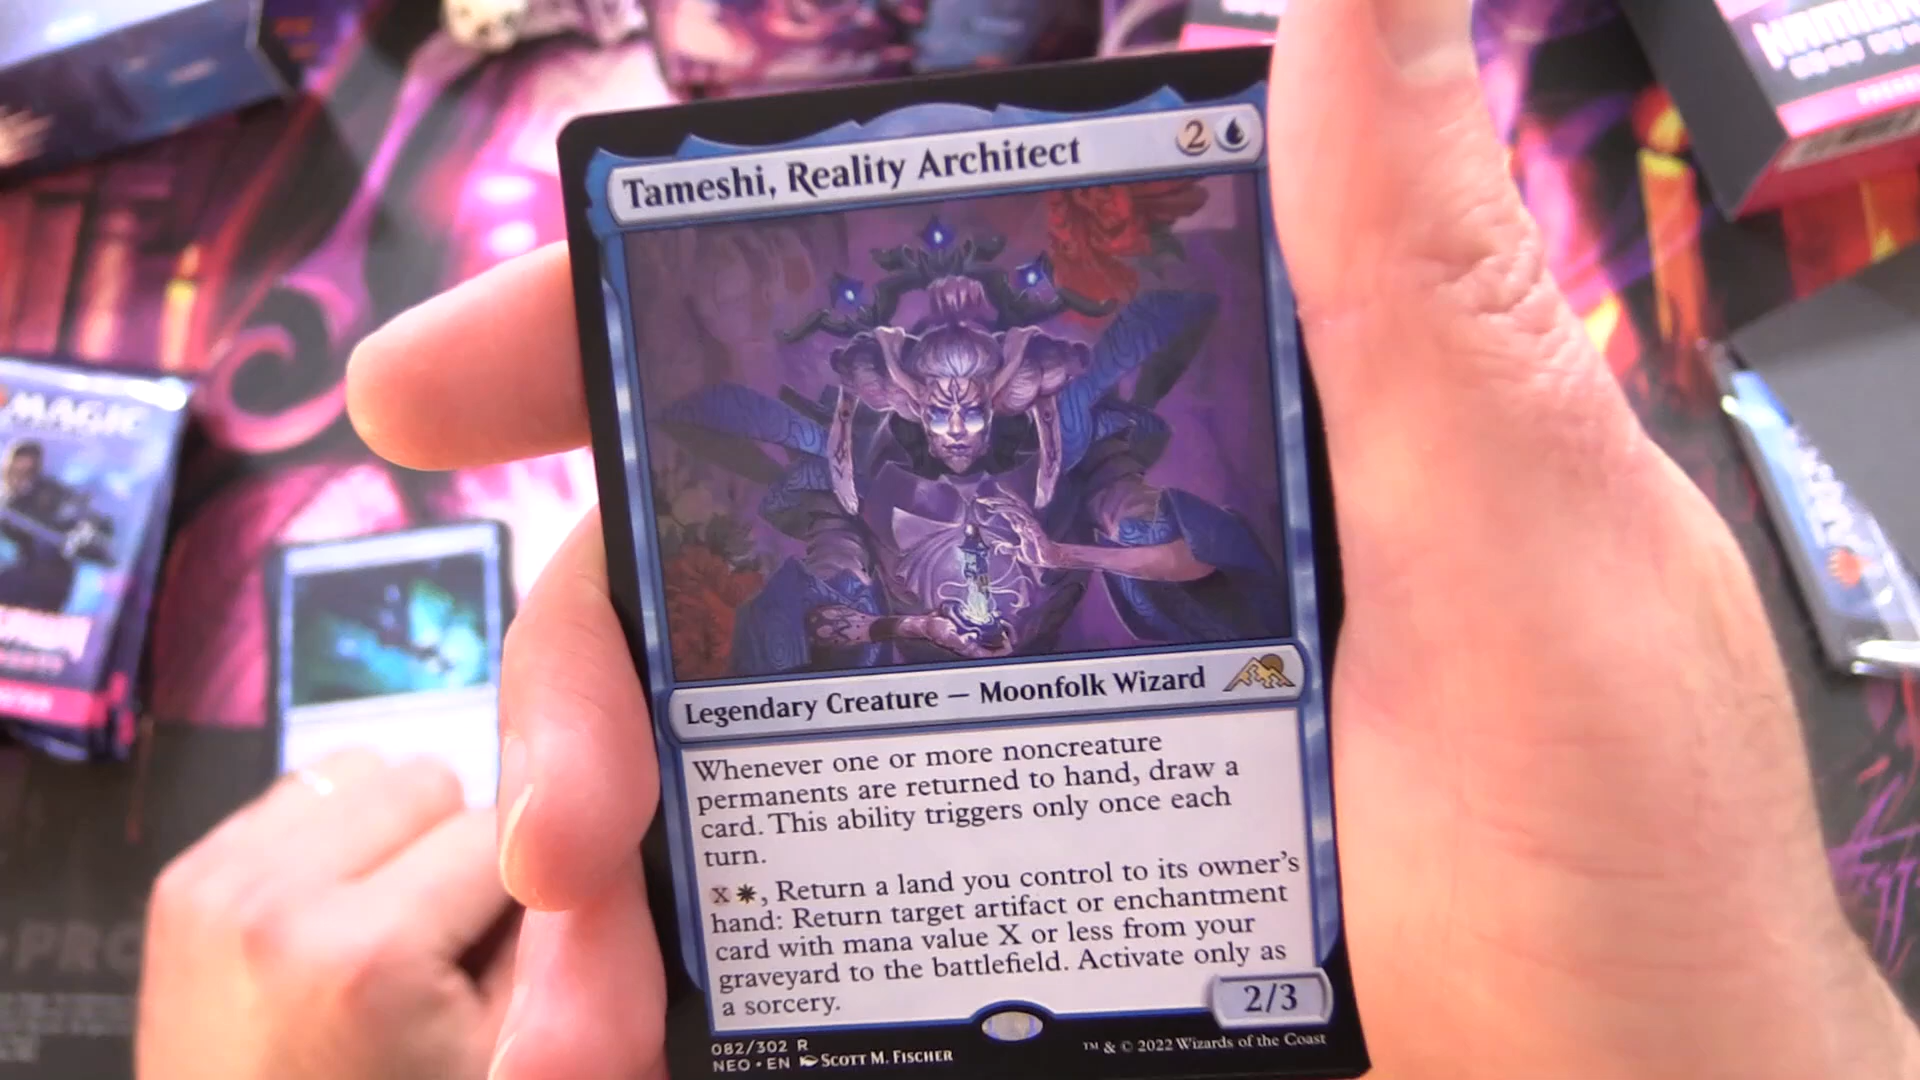 Tameshi, Reality Architect
2
Legendary Creature — Moonfolk Wizard
Whenever one or more noncreature
permanents are returned to hand, draw a
card. This ability triggers only once each
turn.
X, Return a land you control to its owner's
hand: Return target artifact or enchantment
card with mana value X or less from your
graveyard to the battlefield. Activate only as
a sorcery.
2/3
082/302 R
NEO • EN SCOTT M. FISCHER
™ & © 2022 Wizards of the Coast
MAGIC
KAMIGAWA
PRO